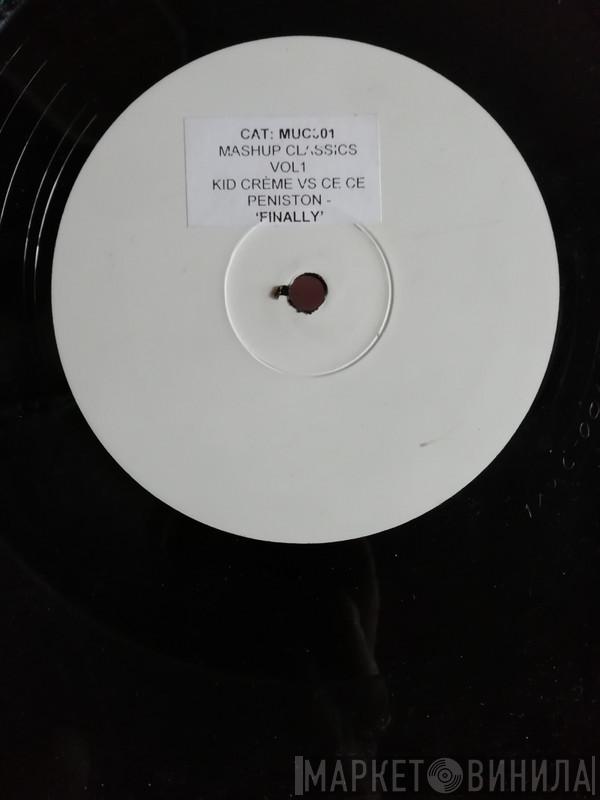 CAT: MUC001
MASHUP CLASSICS
VOL1
KID CRÈME VS CE CE
PENISTON -
‘FINALLY’
МАРКЕТ ВИНИЛА